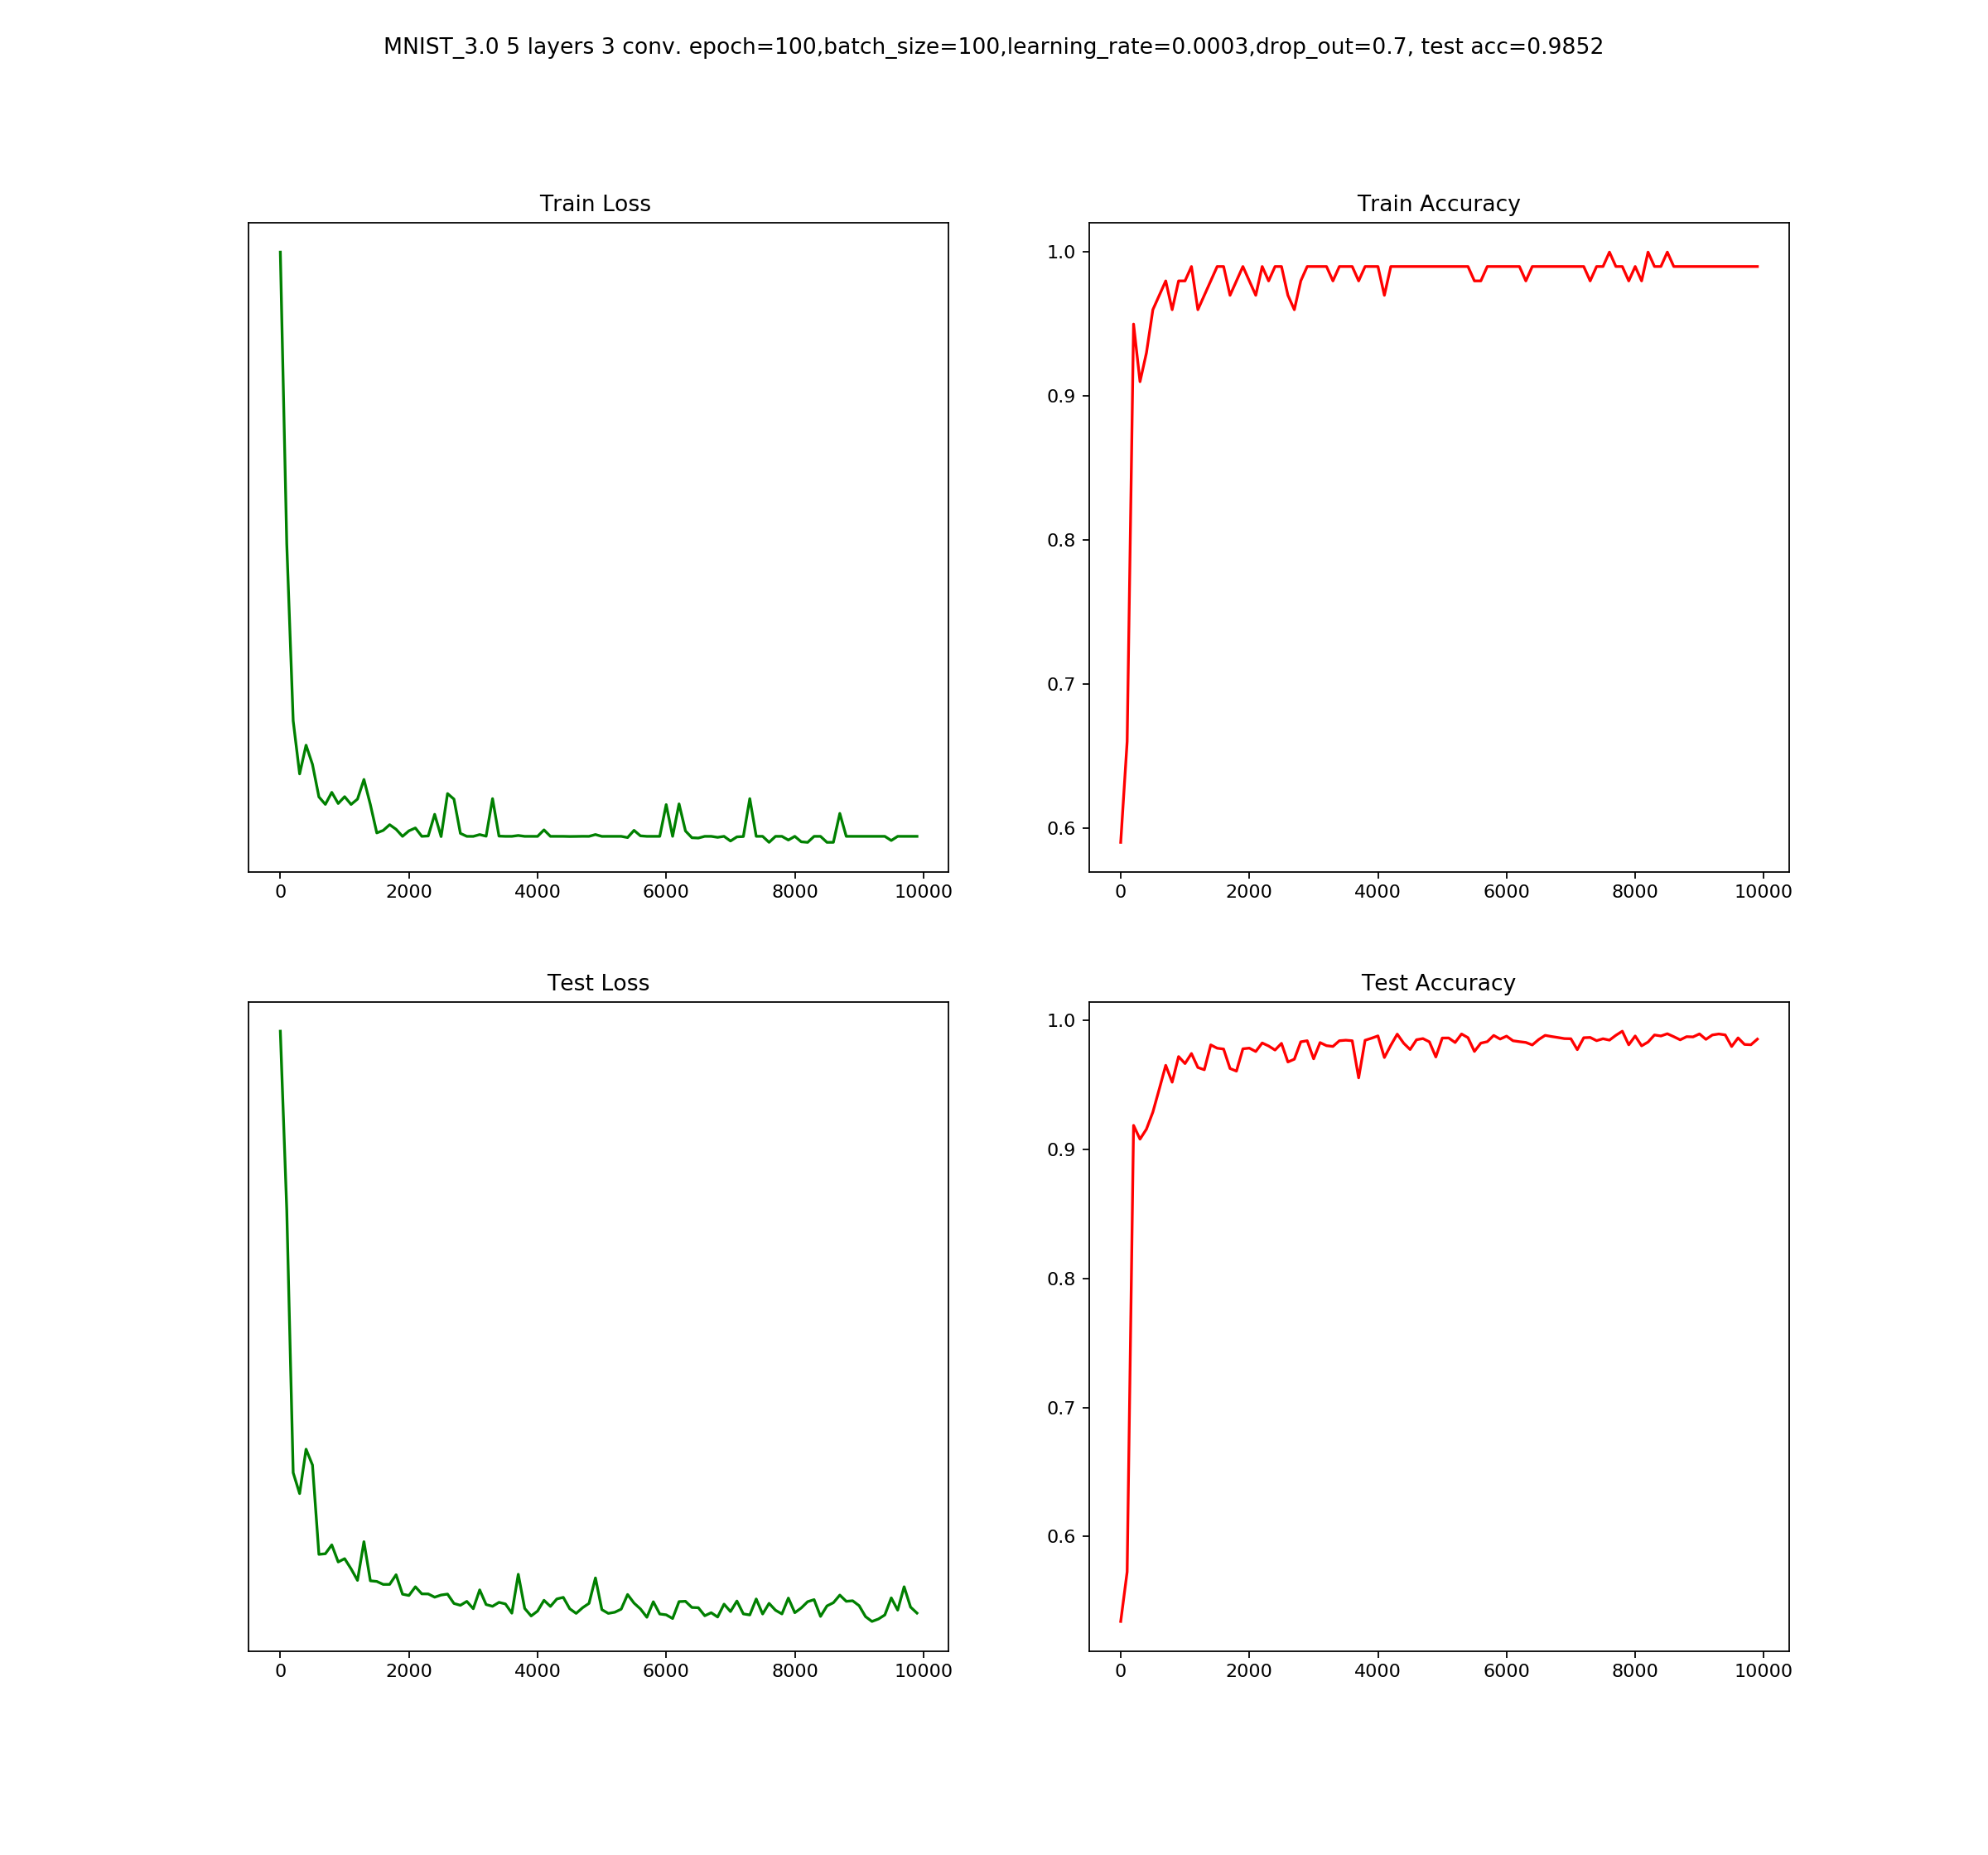 MNIST_3.0 5 layers 3 conv. epoch=100,batch_size=100,learning_rate=0.0003,drop_out=0.7, test acc=0.9852
Train Loss
0 2000 4000 6000 8000 10000
Train Accuracy
1.0
0.9
0.8
0.7
0.6
0 2000 4000 6000 8000 10000
Test Loss
0 2000 4000 6000 8000 10000
Test Accuracy
1.0
0.9
0.8
0.7
0.6
0 2000 4000 6000 8000 10000